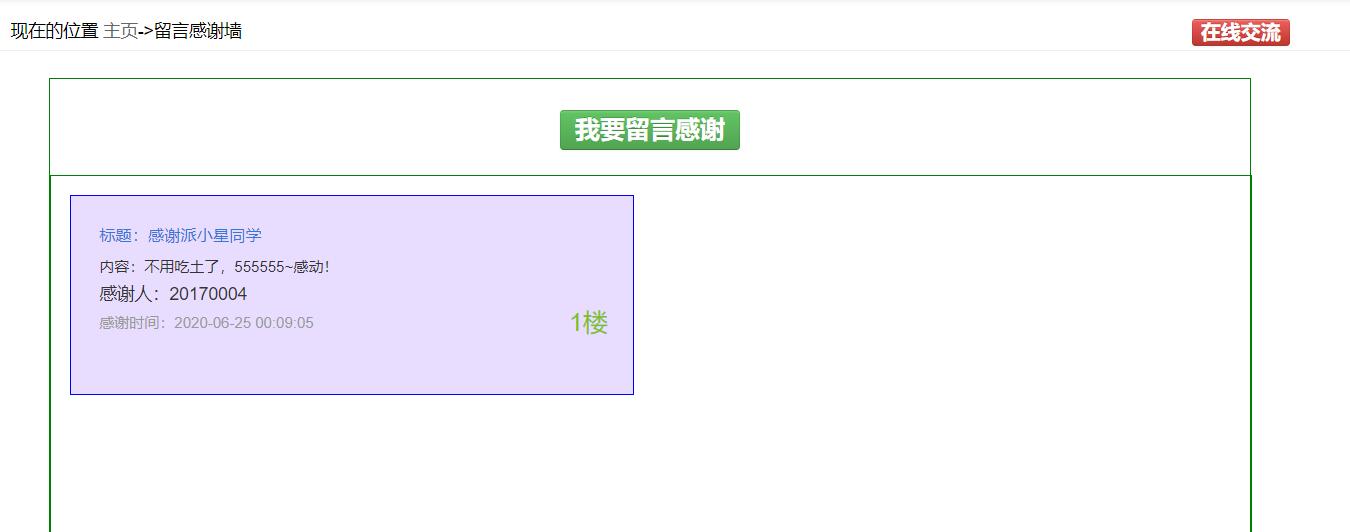 现在的位置 主页->留言感谢墙
在线交流
我要留言感谢
标题：感谢派小星同学
内容：不用吃土了，555555~感动！
感谢人：20170004
感谢时间：2020-06-25 00:09:05
1楼